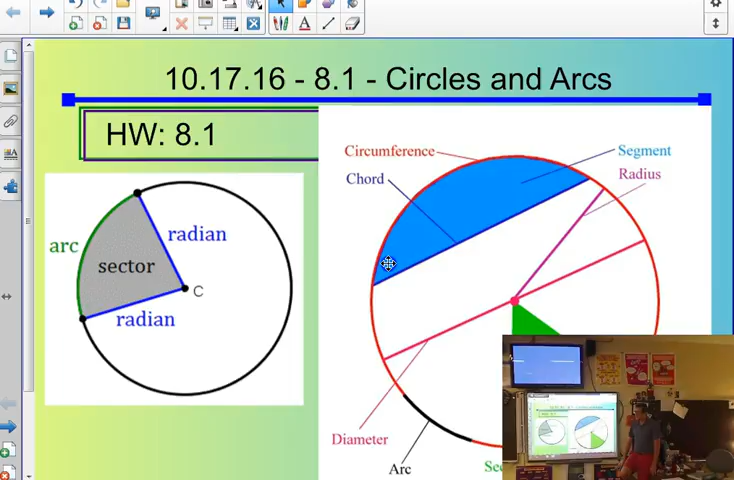 10.17.16 - 8.1 - Circles and Arcs
HW: 8.1
arc
radian
sector
C
radian
Circumference
Segment
Chord
Radius
Diameter
Arc